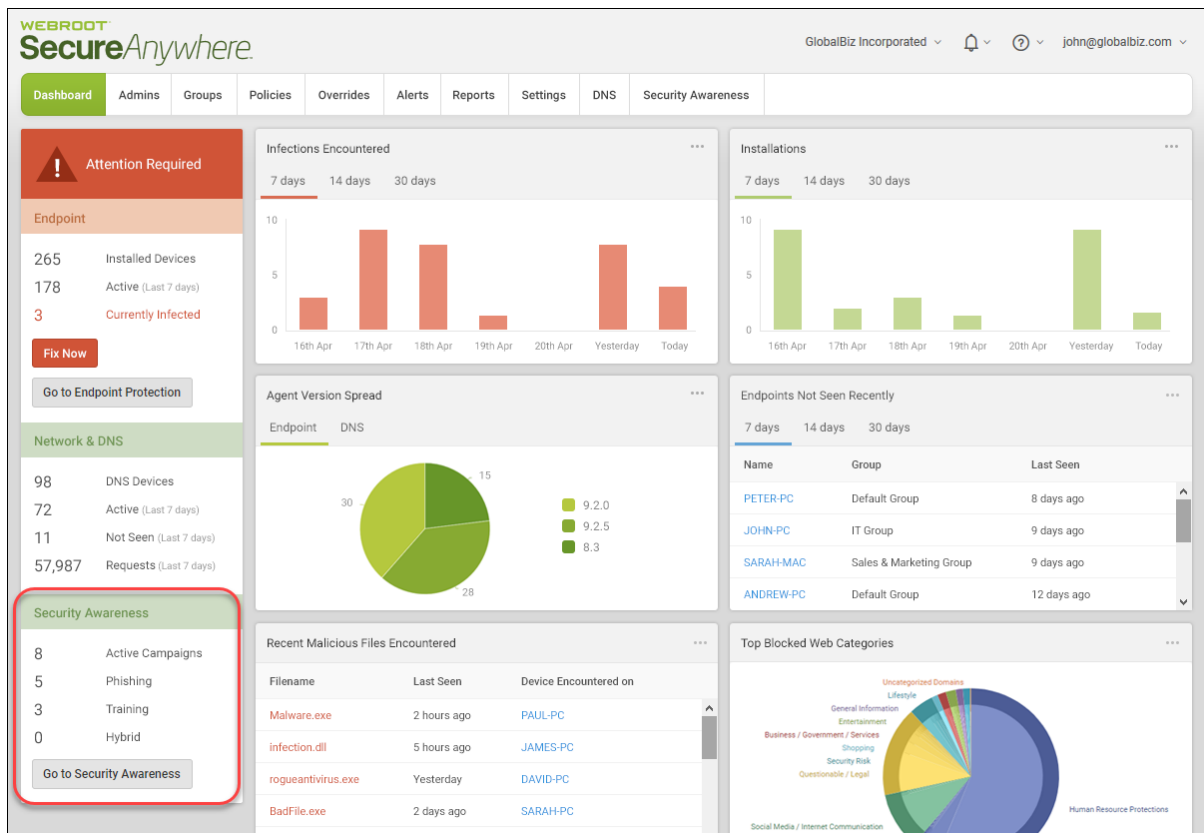 WEBROOT
SecureAnywhere.
GlobalBiz Incorporated
john@globalbiz.com
Dashboard Admins Groups Policies Overrides Alerts Reports Settings DNS Security Awareness
Attention Required
Endpoint
265 Installed Devices
178 Active (Last 7 days)
3 Currently Infected
Fix Now
Go to Endpoint Protection
Network & DNS
98 DNS Devices
72 Active (Last 7 days)
11 Not Seen (Last 7 days)
57,987 Requests (Last 7 days)
Security Awareness
8 Active Campaigns
5 Phishing
3 Training
0 Hybrid
Go to Security Awareness
Infections Encountered
7 days 14 days 30 days
10
5
0
16th Apr 17th Apr 18th Apr 19th Apr 20th Apr Yesterday Today
Installations
7 days 14 days 30 days
10
5
0
16th Apr 17th Apr 18th Apr 19th Apr 20th Apr Yesterday Today
Agent Version Spread
Endpoint DNS
15
30
28
9.2.0
9.2.5
8.3
Endpoints Not Seen Recently
7 days 14 days 30 days
Name Group Last Seen
PETER-PC Default Group 8 days ago
JOHN-PC IT Group 9 days ago
SARAH-MAC Sales & Marketing Group 9 days ago
ANDREW-PC Default Group 12 days ago
Recent Malicious Files Encountered
Filename Last Seen Device Encountered on
Malware.exe 2 hours ago PAUL-PC
infection.dll 5 hours ago JAMES-PC
rogueantivirus.exe Yesterday DAVID-PC
BadFile.exe 2 days ago SARAH-PC
Top Blocked Web Categories
Uncategorized Domains
Lifestyle
General Information
Entertainment
Business / Government / Services
Shopping
Security Risk
Questionable / Legal
Human Resource Protections
Social Media / Internet Communication